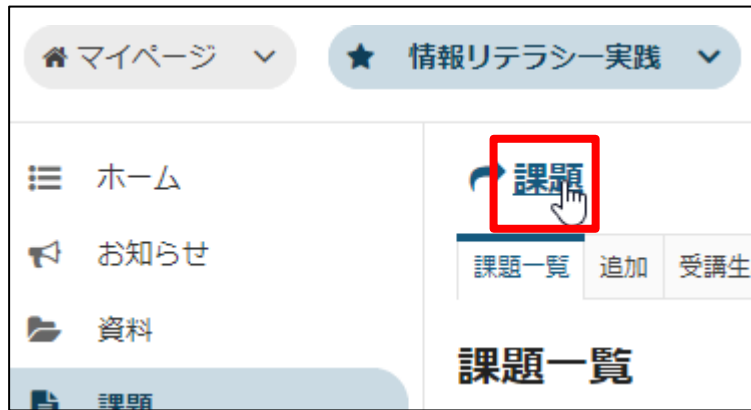 マイページ
情報リテラシー実践
ホーム
お知らせ
資料
課題
課題
課題一覧 追加 受講生
課題一覧